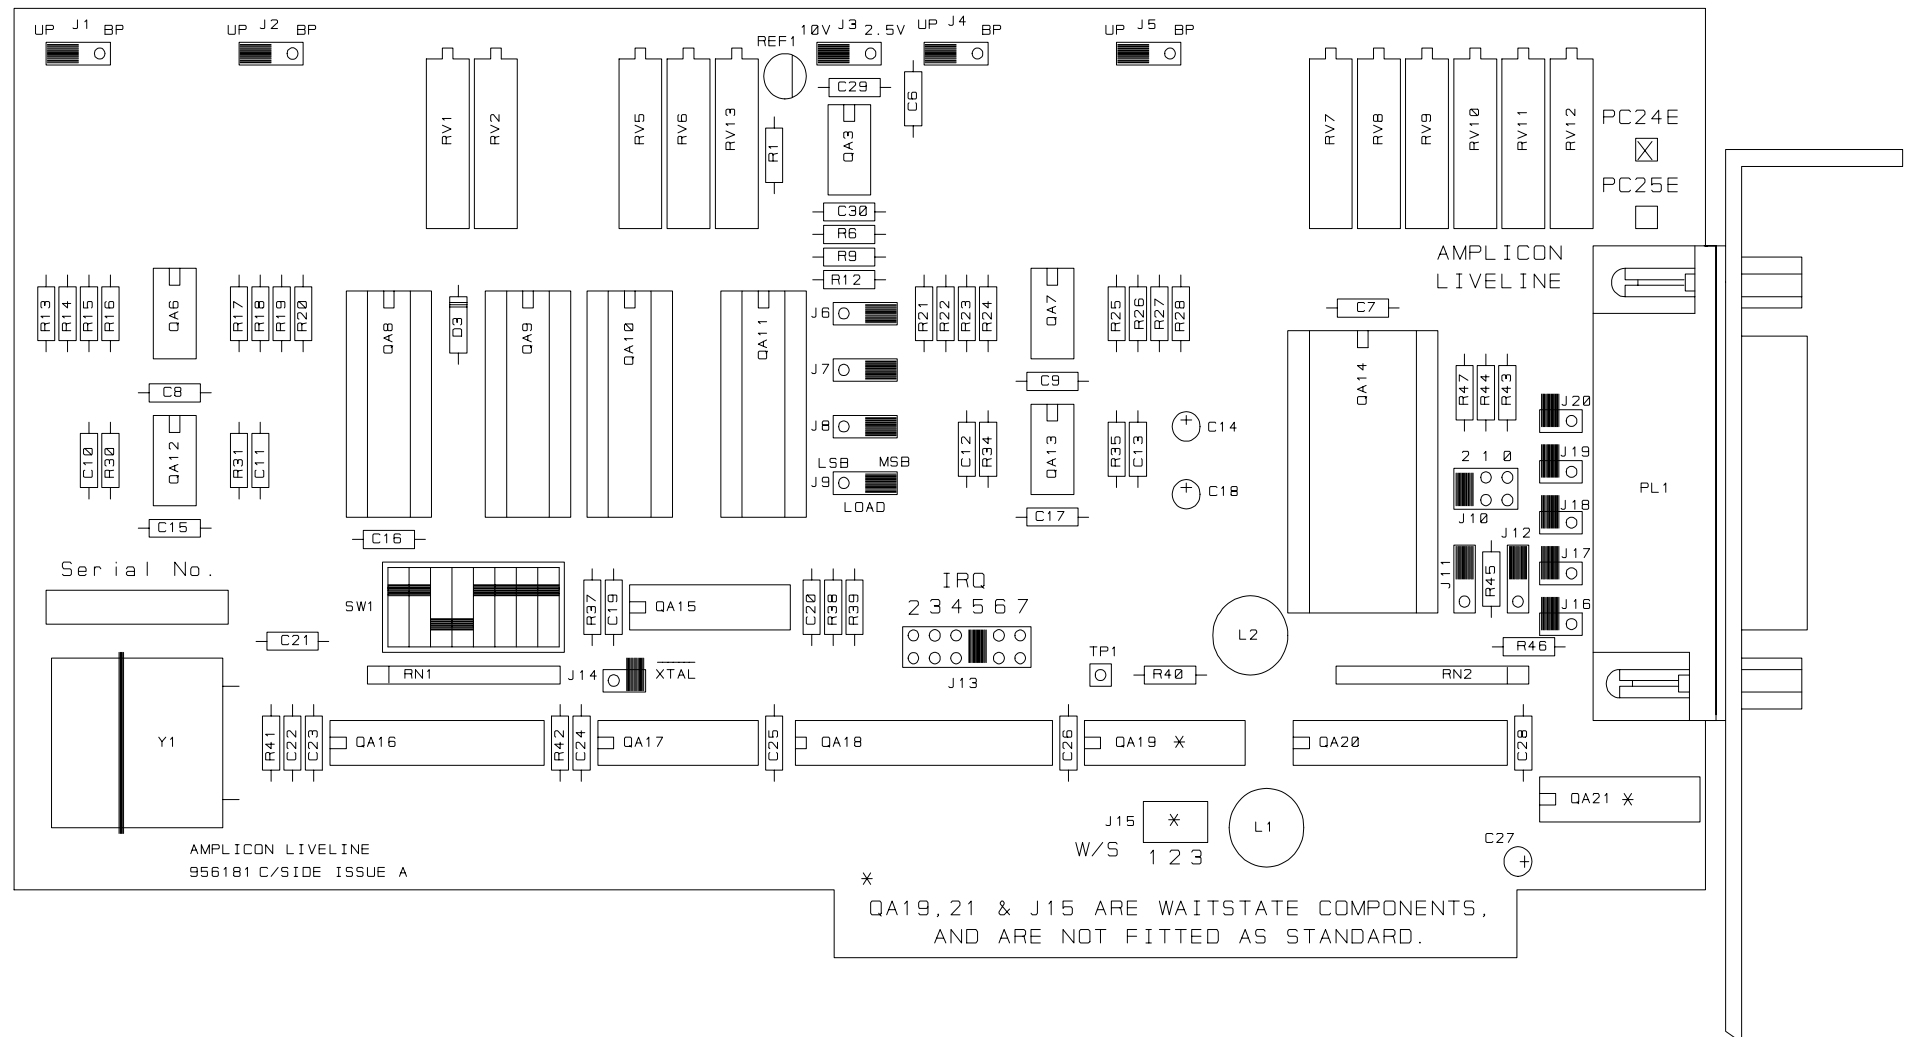 UP J1 BP
UP J2 BP
10V J3 2.5V
UP J4 BP
UP J5 BP
REF1
C29
C6
RV1
RV2
RV5
RV6
RV13
R1
QA3
RV7
RV8
RV9
RV10
RV11
RV12
PC24E
PC25E
C30
R6
R9
R12
AMPLICON
LIVELINE
R13
R14
R15
R16
QA6
R17
R18
R19
R20
QA8
D3
QA9
QA10
QA11
J6
J7
J8
LSB MSB
J9
LOAD
R21
R22
R23
R24
QA7
R25
R26
R27
R28
C7
QA14
C8
C9
C10
R30
QA12
R31
C11
C12
R34
QA13
R35
C13
C14
C18
C15
C16
C17
R47
R44
R43
J20
J19
J18
J17
J16
2 1 0
J10
J12
J11
R45
R46
PL1
Serial No.
SW1
R37
C19
QA15
C20
R38
R39
IRQ
2 3 4 5 6 7
J13
L2
C21
RN1
J14
XTAL
TP1
R40
RN2
Y1
R41
C22
C23
QA16
R42
C24
QA17
C25
QA18
C26
QA19 *
QA20
C28
QA21 *
J15 *
W/S 1 2 3
L1
C27
AMPLICON LIVELINE
956181 C/SIDE ISSUE A
*
QA19,21 & J15 ARE WAITSTATE COMPONENTS,
AND ARE NOT FITTED AS STANDARD.